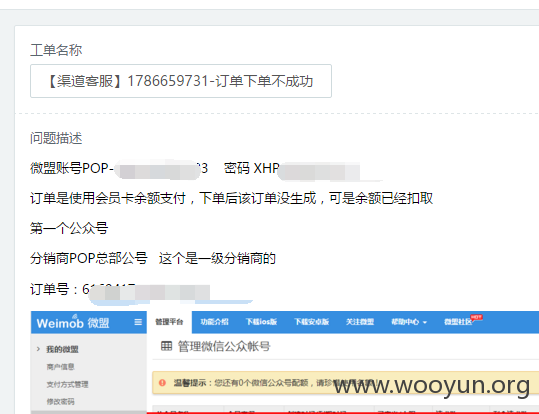 工单名称
【渠道客服】1786659731-订单下单不成功
问题描述
微盟账号POP- 3 密码 XHP
订单是使用会员卡余额支付，下单后该订单没生成，可是余额已经扣取
第一个公众号
分销商POP总部公号 这个是一级分销商的
订单号：
Weimob 微盟 管理平台 功能介绍 下载ios版 下载安卓版 关注微盟 帮助中心 微盟社区
我的微盟
管理微信公众帐号
商户信息
温馨提示：您还有0个微信公众号配额，请珍
支付方式管理
www.wooyun.org
修改密码